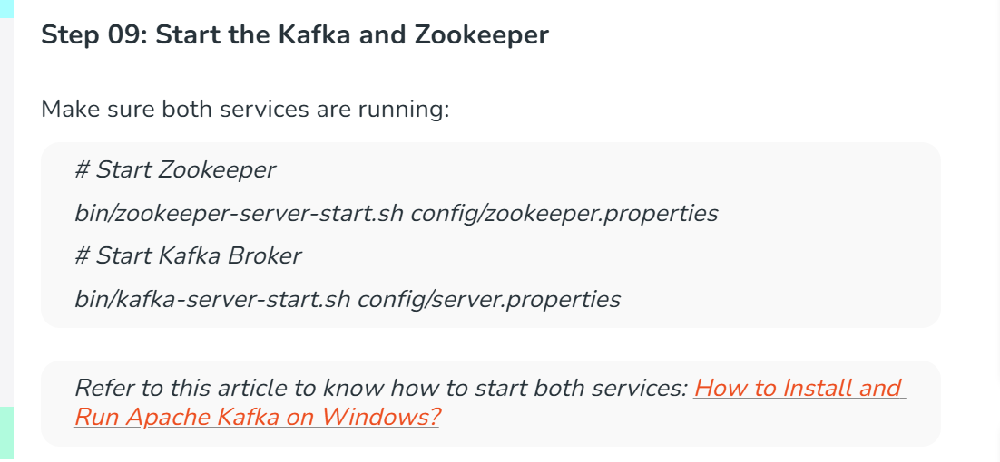 Step 09: Start the Kafka and Zookeeper
Make sure both services are running:
# Start Zookeeper
bin/zookeeper-server-start.sh config/zookeeper.properties
# Start Kafka Broker
bin/kafka-server-start.sh config/server.properties
Refer to this article to know how to start both services: How to Install and
Run Apache Kafka on Windows?